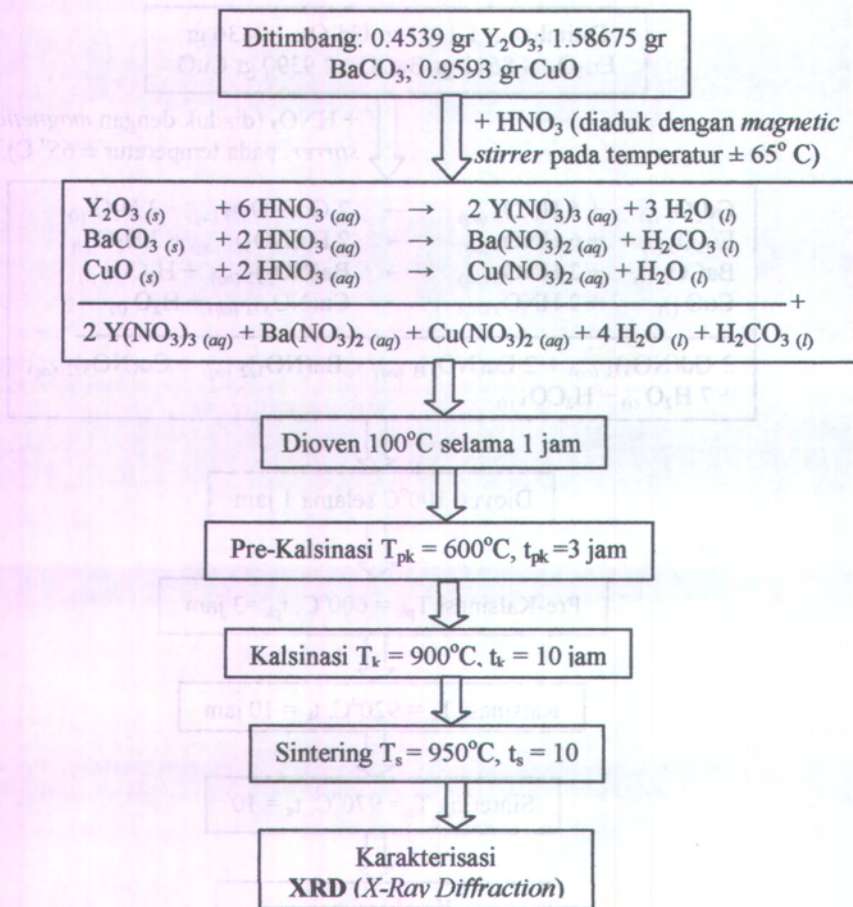 Ditimbang: 0.4539 gr Y₂O₃; 1.58675 gr
BaCO₃; 0.9593 gr CuO
+ HNO₃ (diaduk dengan magnetic
stirrer pada temperatur ± 65° C)
Y₂O₃ (s) + 6 HNO₃ (aq) → 2 Y(NO₃)₃ (aq) + 3 H₂O (l)
BaCO₃ (s) + 2 HNO₃ (aq) → Ba(NO₃)₂ (aq) + H₂CO₃ (l)
CuO (s) + 2 HNO₃ (aq) → Cu(NO₃)₂ (aq) + H₂O (l)
+
2 Y(NO₃)₃ (aq) + Ba(NO₃)₂ (aq) + Cu(NO₃)₂ (aq) + 4 H₂O (l) + H₂CO₃ (l)
Dioven 100°C selama 1 jam
Pre-Kalsinasi Tpk = 600°C, tpk =3 jam
Kalsinasi Tk = 900°C, tk = 10 jam
Sintering Ts = 950°C, ts = 10
Karakterisasi
XRD (X-Ray Diffraction)